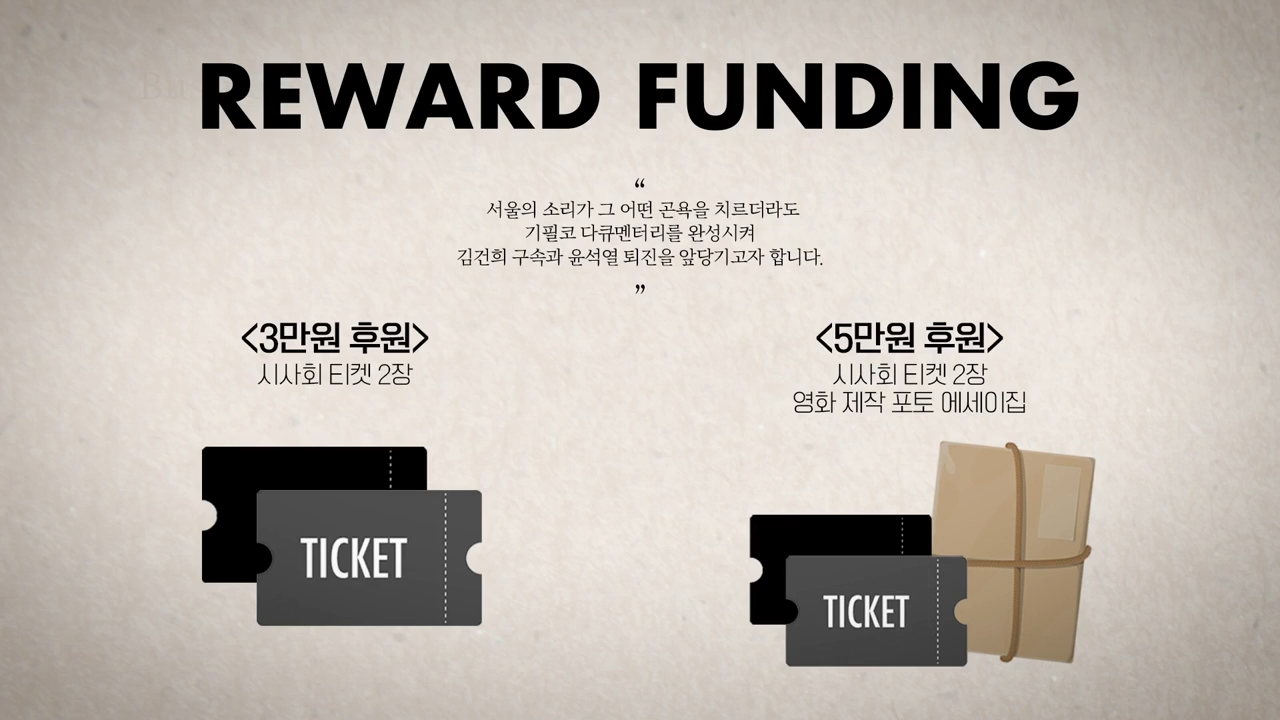 REWARD FUNDING
“
서울의 소리가 그 어떤 곤욕을 치르더라도
기필코 다큐멘터리를 완성시켜
김건희 구속과 윤석열 퇴진을 앞당기고자 합니다.
”
<3만원 후원>
시사회 티켓 2장
<5만원 후원>
시사회 티켓 2장
영화 제작 포토 에세이집
TICKET
TICKET